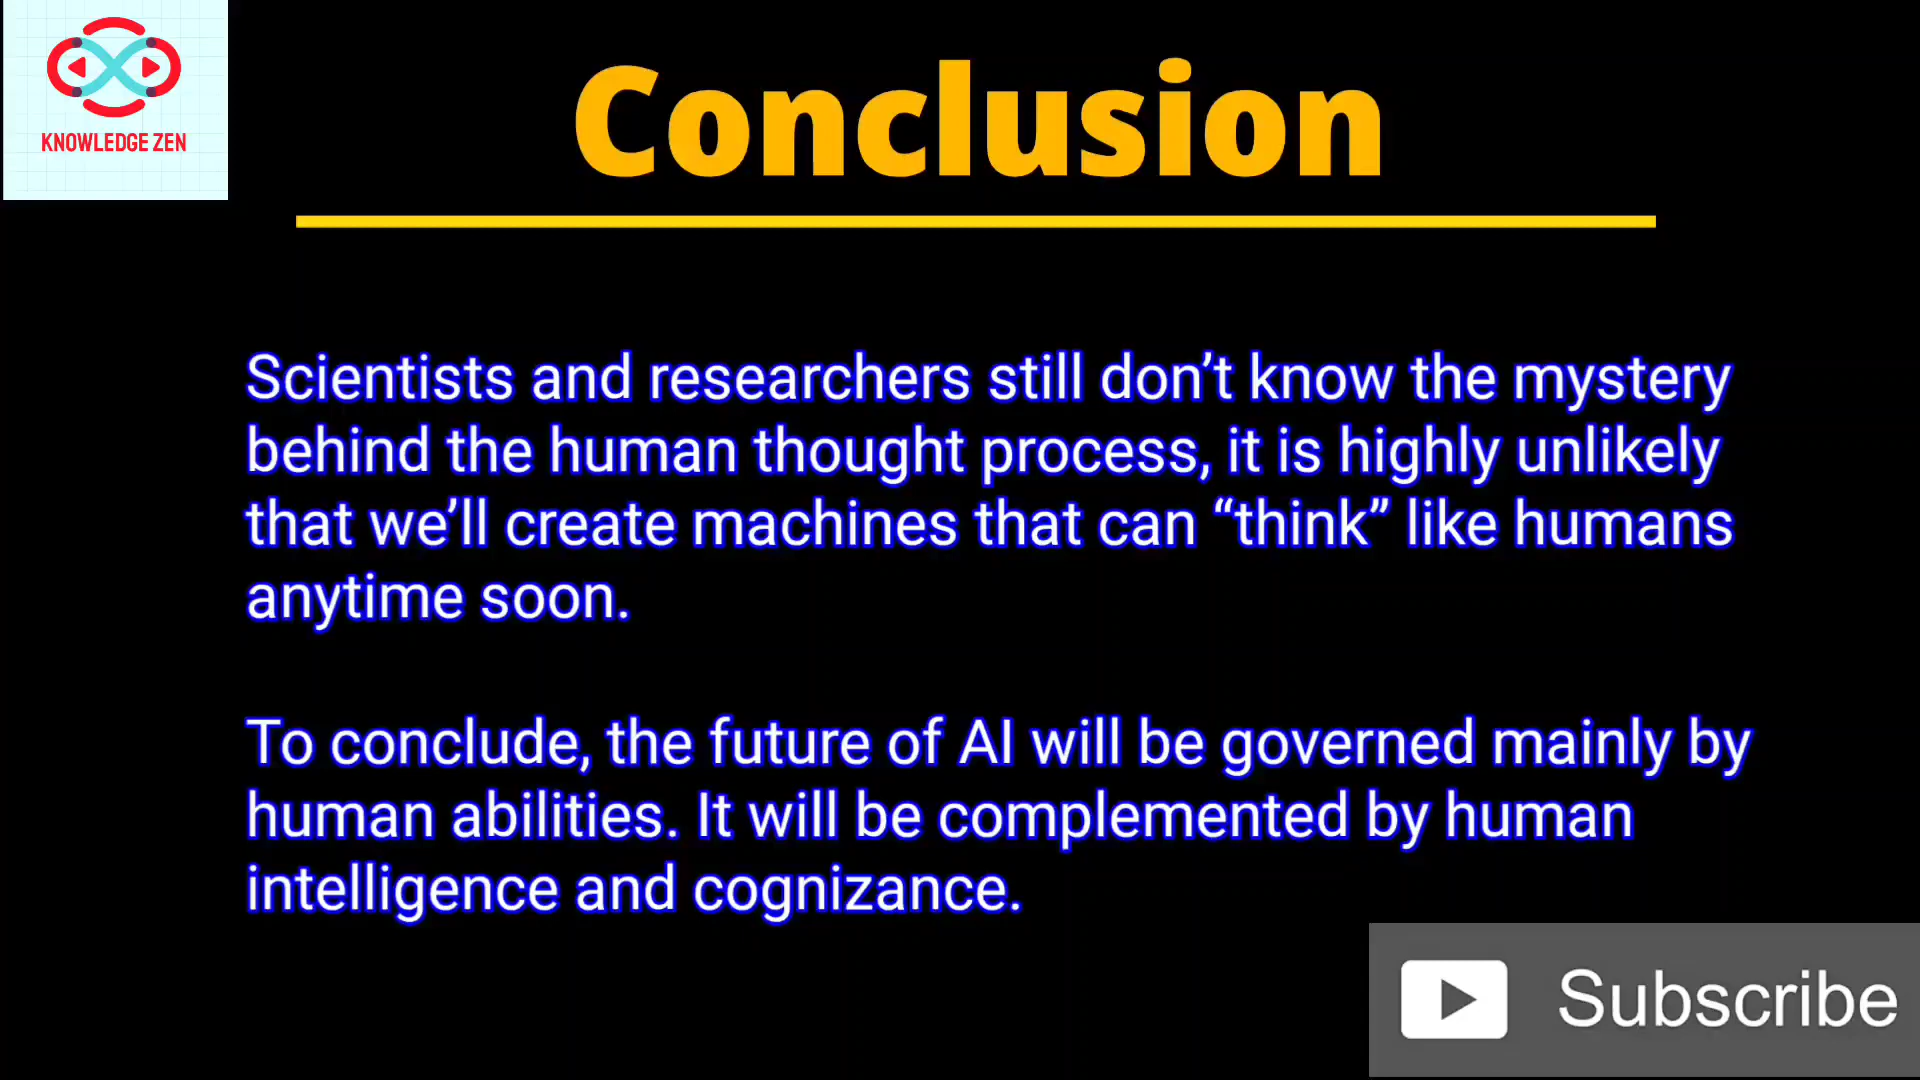 KNOWLEDGE ZEN
Conclusion
Scientists and researchers still don’t know the mystery
behind the human thought process, it is highly unlikely
that we’ll create machines that can “think” like humans
anytime soon.
To conclude, the future of AI will be governed mainly by
human abilities. It will be complemented by human
intelligence and cognizance.
Subscribe